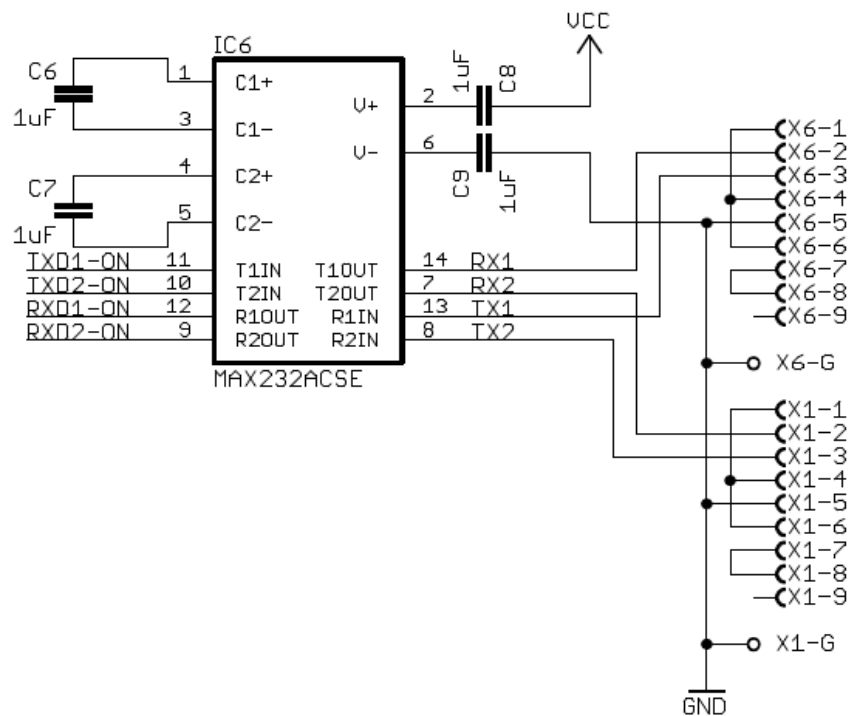 VCC
IC6
C6
1uF
1
C1+
3
C1-
4
C2+
C7
1uF
5
C2-
V+
2
1uF
C8
V-
6
C9
1uF
TXD1-ON 11 T1IN T1OUT 14 RX1
TXD2-ON 10 T2IN T2OUT 7 RX2
RXD1-ON 12 R1OUT R1IN 13 TX1
RXD2-ON 9 R2OUT R2IN 8 TX2
MAX232ACSE
X6-1
X6-2
X6-3
X6-4
X6-5
X6-6
X6-7
X6-8
X6-9
X6-G
X1-1
X1-2
X1-3
X1-4
X1-5
X1-6
X1-7
X1-8
X1-9
X1-G
GND